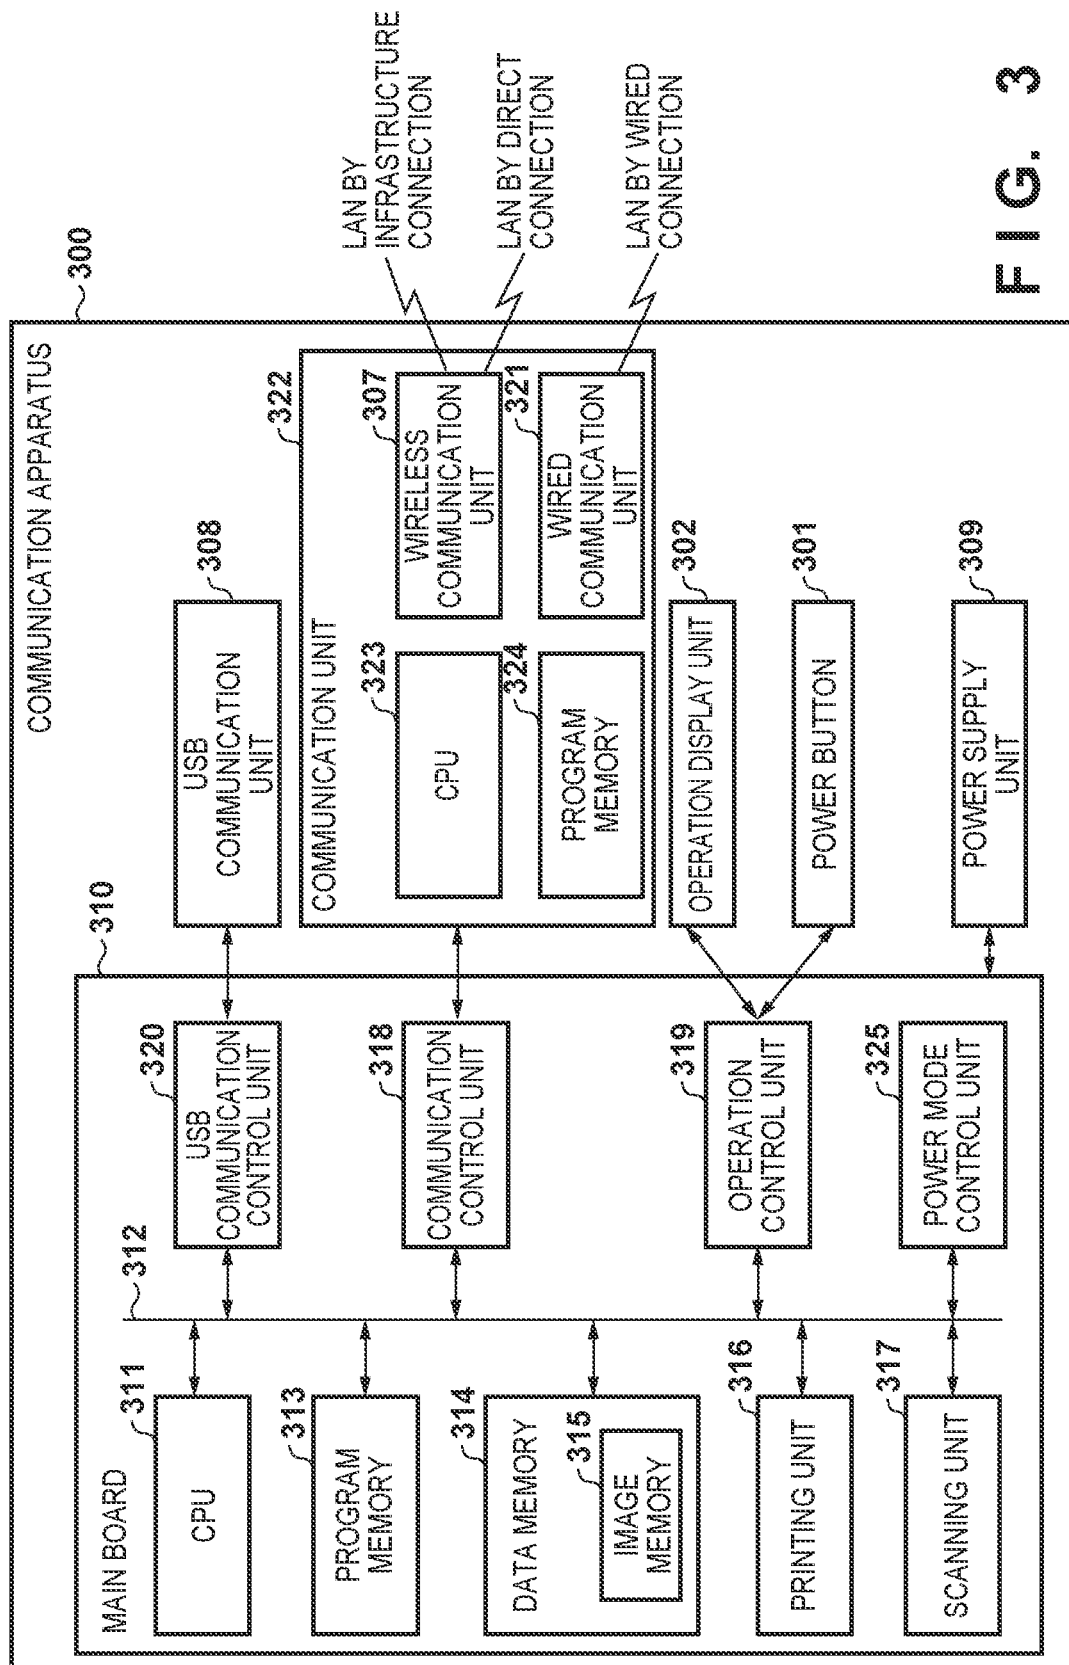 COMMUNICATION APPARATUS
300
MAIN BOARD
310
CPU
311
312
PROGRAM
MEMORY
313
DATA MEMORY
314
IMAGE
MEMORY
315
PRINTING UNIT
316
SCANNING UNIT
317
USB
COMMUNICATION
CONTROL UNIT
320
COMMUNICATION
CONTROL UNIT
318
OPERATION
CONTROL UNIT
319
POWER MODE
CONTROL UNIT
325
USB
COMMUNICATION
UNIT
308
COMMUNICATION UNIT
322
CPU
323
PROGRAM
MEMORY
324
WIRELESS
COMMUNICATION
UNIT
307
WIRED
COMMUNICATION
UNIT
321
OPERATION DISPLAY UNIT
302
POWER BUTTON
301
POWER SUPPLY
UNIT
309
LAN BY
INFRASTRUCTURE
CONNECTION
LAN BY DIRECT
CONNECTION
LAN BY WIRED
CONNECTION
FIG. 3